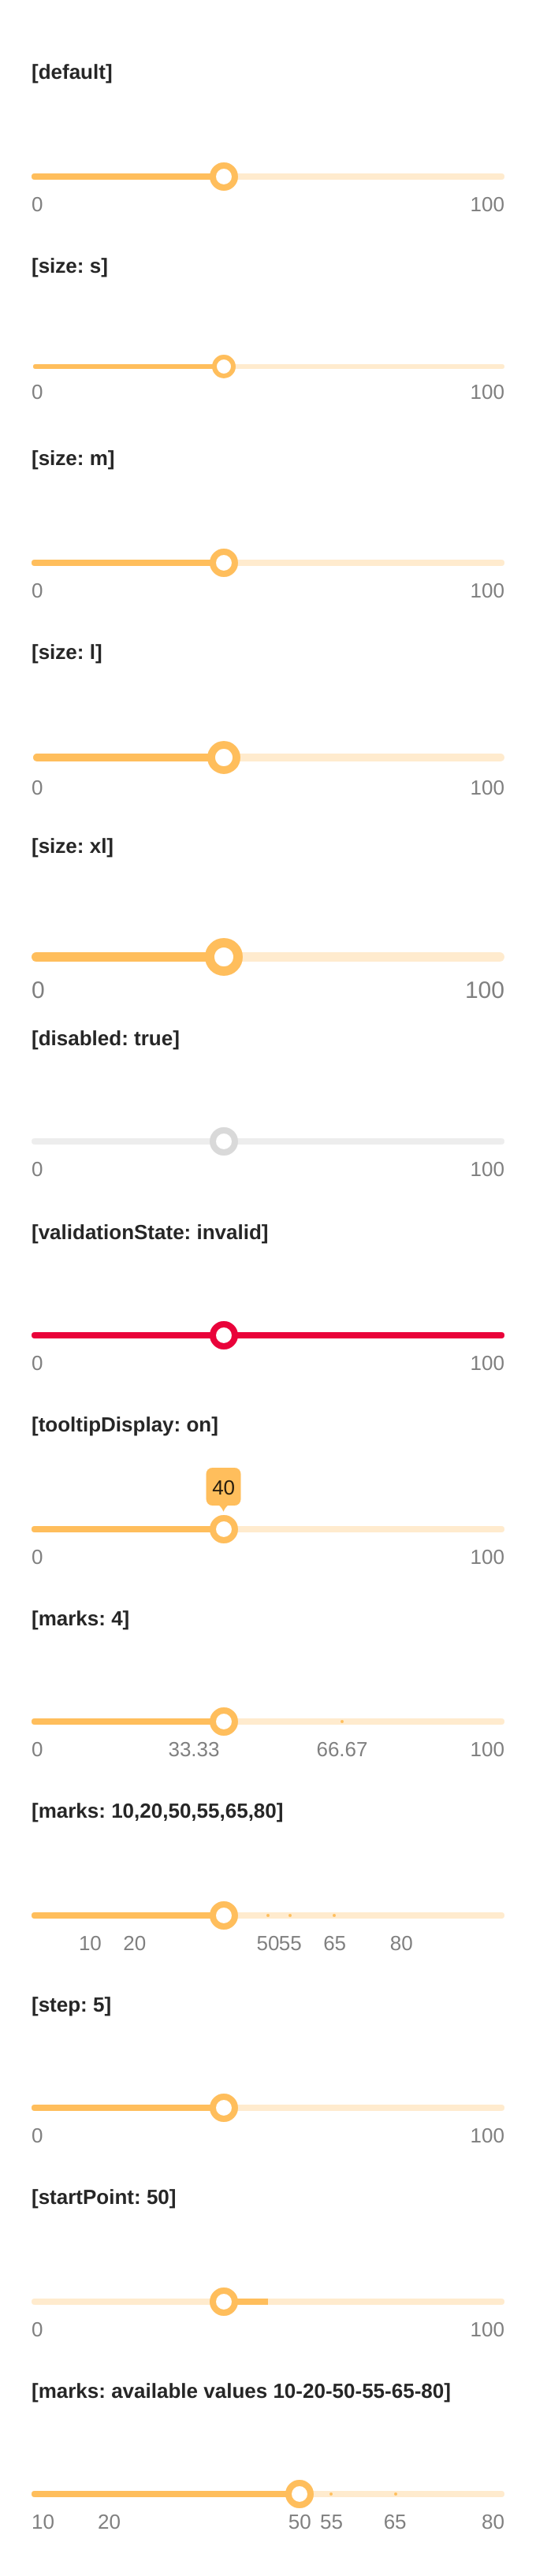 [default]
0 100
[size: s]
0 100
[size: m]
0 100
[size: l]
0 100
[size: xl]
0 100
[disabled: true]
0 100
[validationState: invalid]
0 100
[tooltipDisplay: on]
40
0 100
[marks: 4]
0 33.33 66.67 100
[marks: 10,20,50,55,65,80]
10 20 50 55 65 80
[step: 5]
0 100
[startPoint: 50]
0 100
[marks: available values 10-20-50-55-65-80]
10 20 50 55 65 80